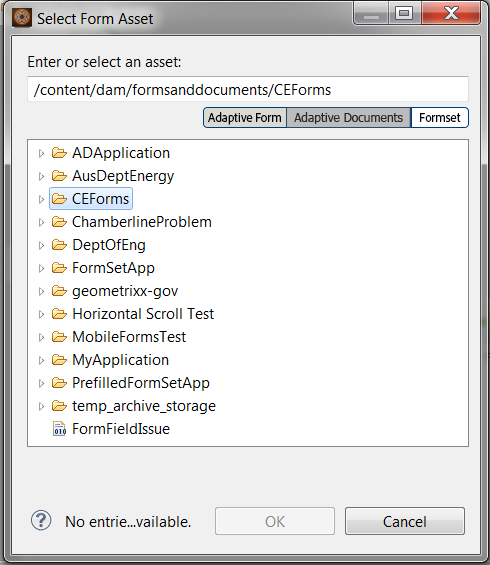 Select Form Asset
Enter or select an asset:
/content/dam/formsanddocuments/CEForms
Adaptive Form Adaptive Documents Formset
ADApplication
AusDeptEnergy
CEForms
ChamberlineProblem
DeptOfEng
FormSetApp
geometrixx-gov
Horizontal Scroll Test
MobileFormsTest
MyApplication
PrefilledFormSetApp
temp_archive_storage
010 FormFieldIssue
? No entrie...vailable. OK Cancel